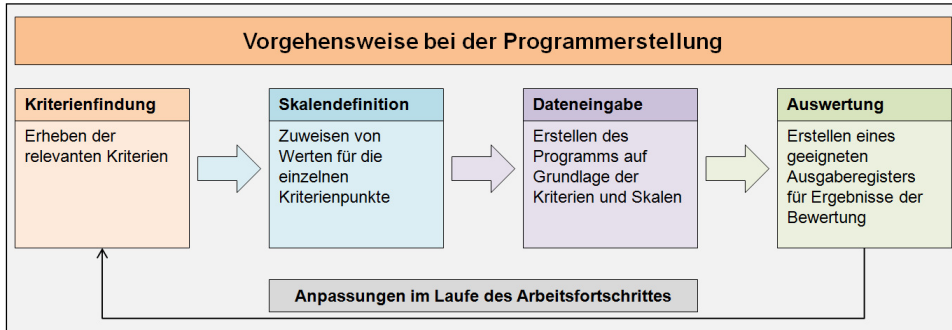 Vorgehensweise bei der Programmerstellung
Kriterienfindung
Erheben der
relevanten Kriterien
Skalendefinition
Zuweisen von
Werten für die
einzelnen
Kriterienpunkte
Dateneingabe
Erstellen des
Programms auf
Grundlage der
Kriterien und Skalen
Auswertung
Erstellen eines
geeigneten
Ausgaberegisters
für Ergebnisse der
Bewertung
Anpassungen im Laufe des Arbeitsfortschrittes